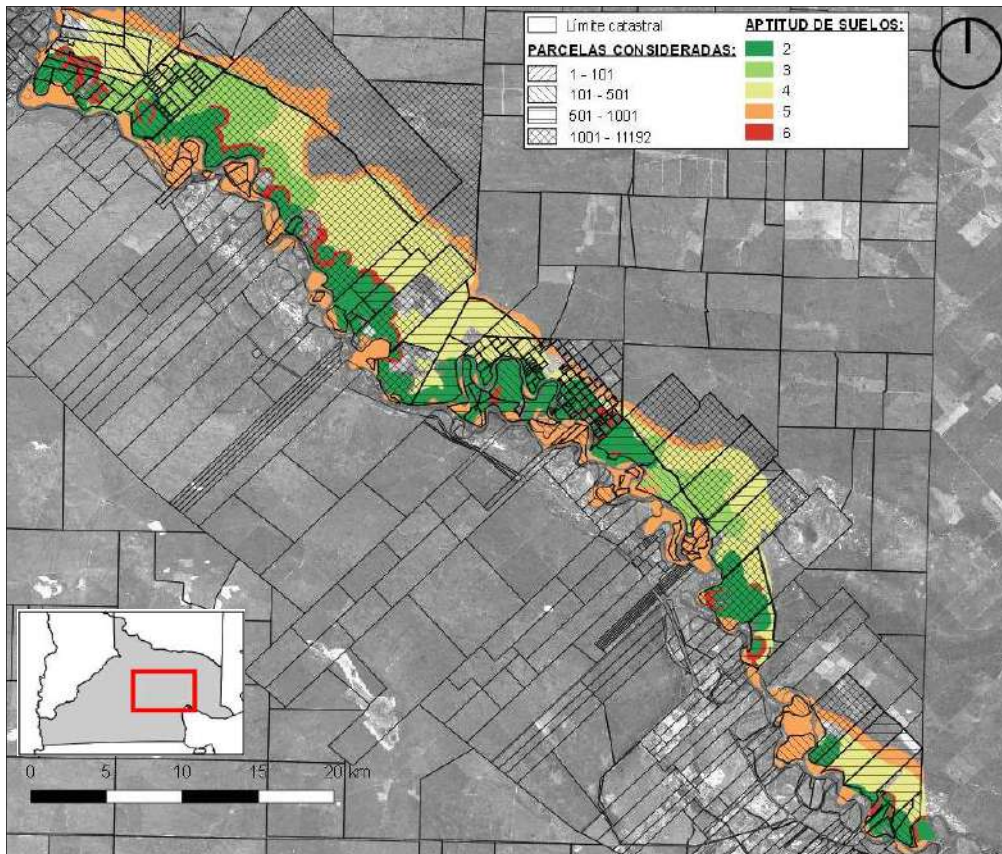 Límite catastral
PARCELAS CONSIDERADAS:
1 - 101
101 - 501
501 - 1001
1001 - 11192
APTITUD DE SUELOS:
2
3
4
5
6
0 5 10 15 20 km